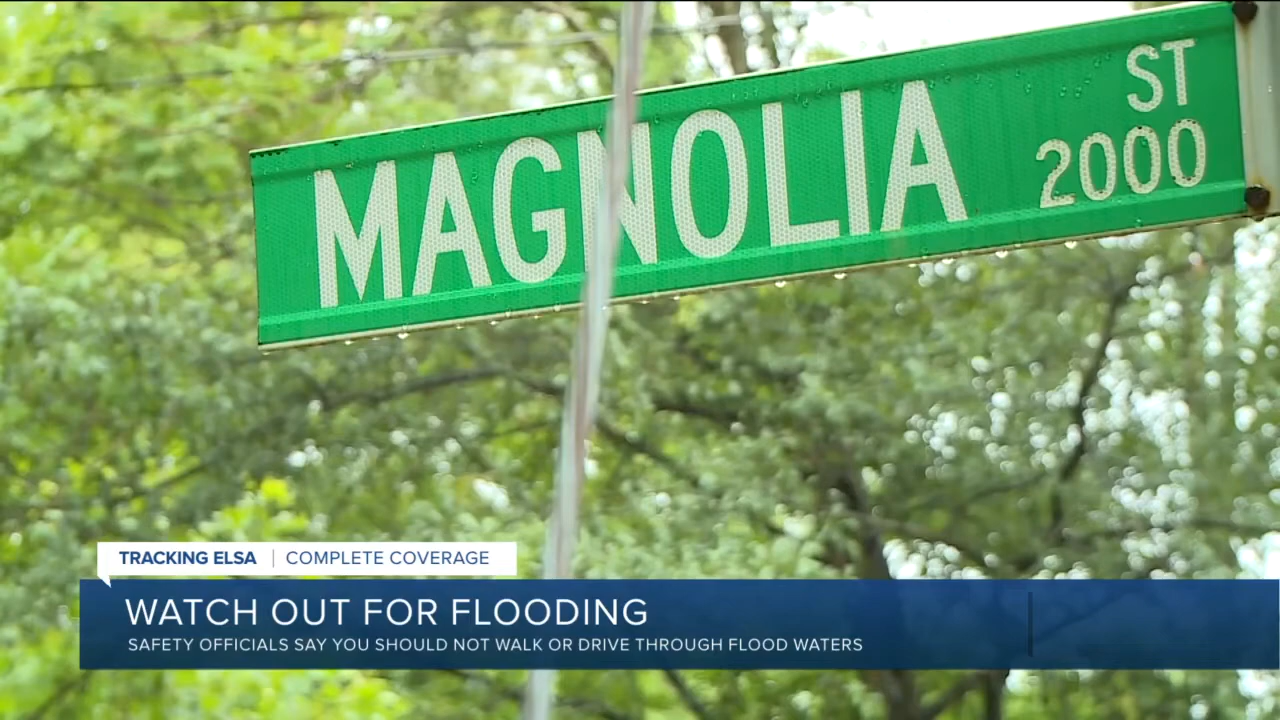 MAGNOLIA ST
2000
TRACKING ELSA | COMPLETE COVERAGE
WATCH OUT FOR FLOODING
SAFETY OFFICIALS SAY YOU SHOULD NOT WALK OR DRIVE THROUGH FLOOD WATERS